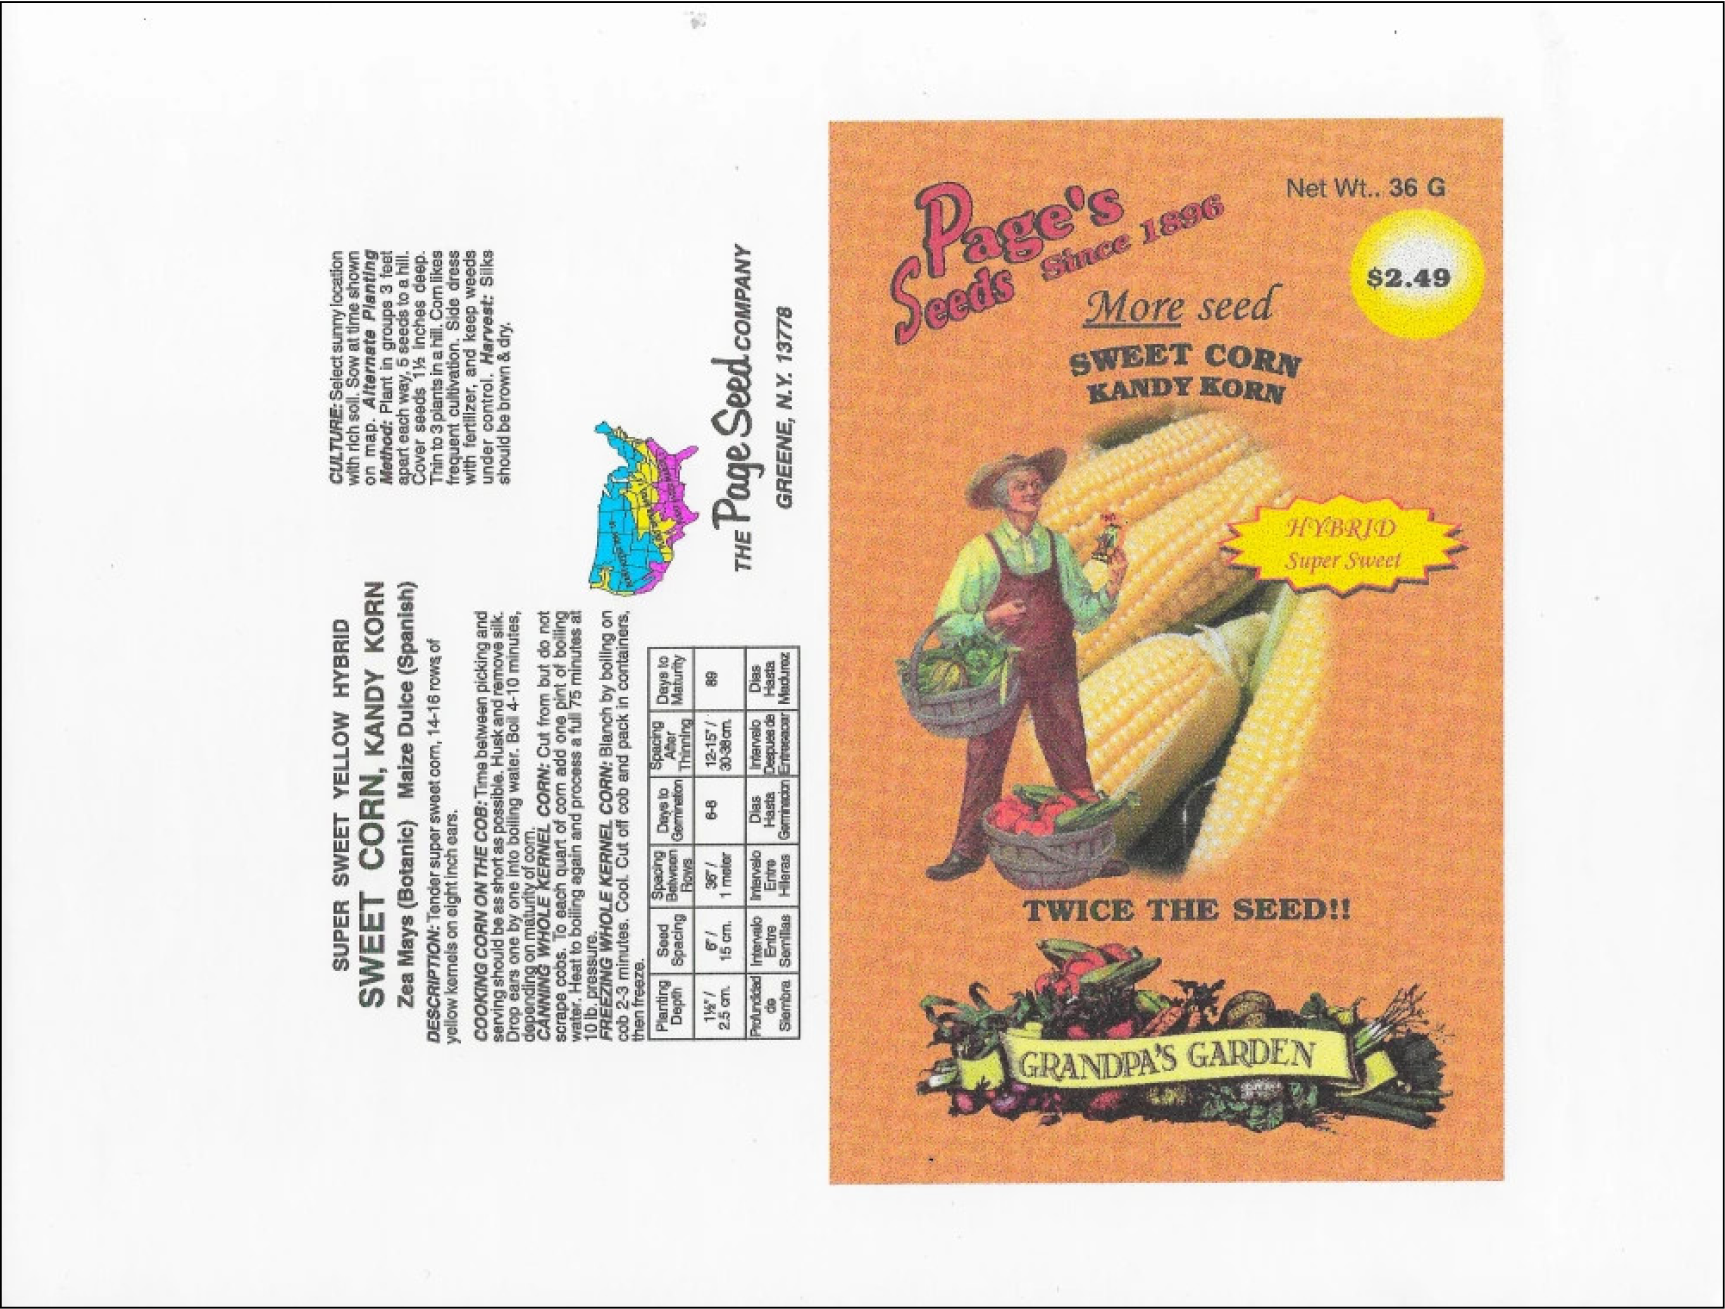 SUPER SWEET YELLOW HYBRID
SWEET CORN, KANDY KORN
Zea Mays (Botanic) Maize Dulce (Spanish)
DESCRIPTION: Tender super sweet corn, 14-16 rows of
yellow kernels on eight inch ears.
COOKING CORN ON THE COB: Time between picking and
serving should be as short as possible. Husk and remove silk.
Drop ears one by one into boiling water. Boil 4-10 minutes,
depending on maturity of corn.
CANNING WHOLE KERNEL CORN: Cut from but do not
scrape cobs. To each quart of corn add one pint of boiling
water. Heat to boiling again and process a full 75 minutes at
10 lb. pressure.
FREEZING WHOLE KERNEL CORN: Blanch by boiling on
cob 2-3 minutes. Cool. Cut off cob and pack in containers,
then freeze.
Planting Depth Seed Spacing Spacing Between Rows Days to Germination Spacing After Thinning Days to Maturity
1½"/ 2.5 cm. 6"/ 15 cm. 36"/ 1 meter 6-8 12-15"/ 30-38cm. 89
Profundidad de Siembra Intervalo Entre Semillas Intervalo Entre Hileras Dias Hasta Germinacion Intervalo Despues de Entresacar Dias Hasta Madurez
CULTURE: Select sunny location
with rich soil. Sow at time shown
on map. Alternate Planting
Method: Plant in groups 3 feet
apart each way, 5 seeds to a hill.
Cover seeds 1½ inches deep.
Thin to 3 plants in a hill. Corn likes
frequent cultivation. Side dress
with fertilizer, and keep weeds
under control. Harvest: Silks
should be brown & dry.
THE Page Seed COMPANY
GREENE, N.Y. 13778
Page's
Seeds Since 1896
Net Wt.. 36 G
$2.49
More seed
SWEET CORN
KANDY KORN
HYBRID
Super Sweet
TWICE THE SEED!!
GRANDPA'S GARDEN